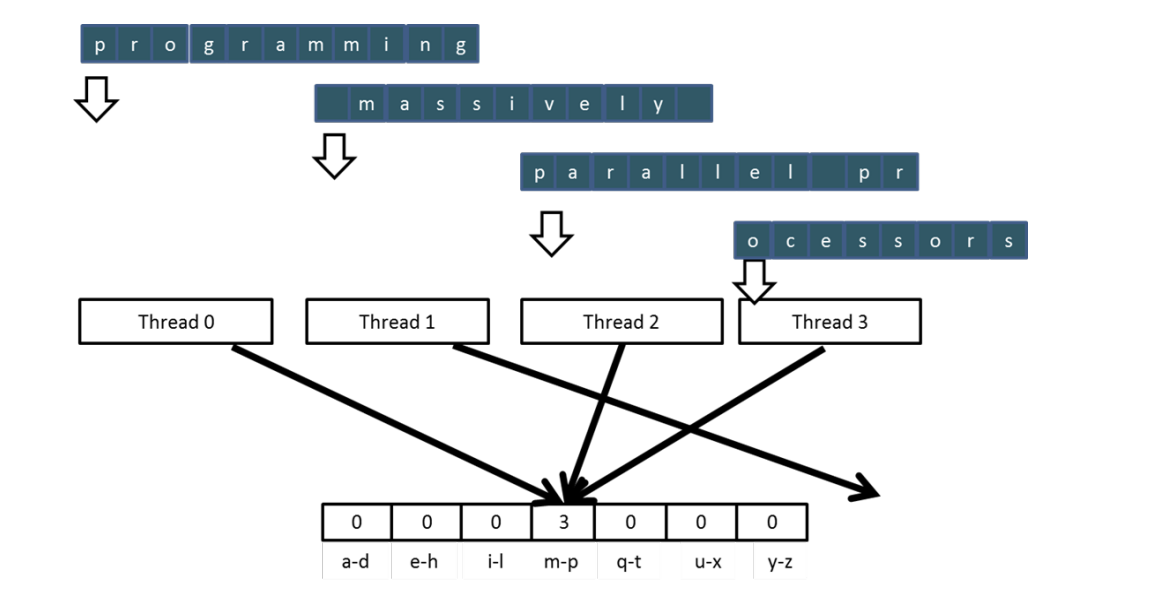 p r o g r a m m i n g
m a s s i v e l y
p a r a l l e l p r
o c e s s o r s
Thread 0 Thread 1 Thread 2 Thread 3
0 0 0 3 0 0 0
a-d e-h i-l m-p q-t u-x y-z